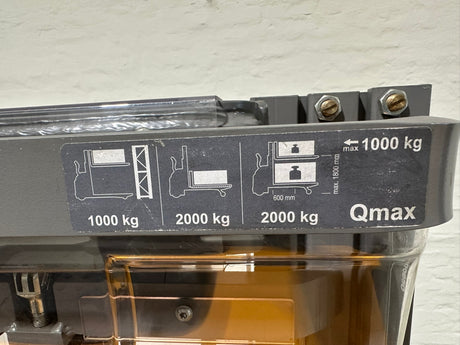 max 1000 kg
max. 1800 mm
600 mm
1000 kg 2000 kg 2000 kg Qmax